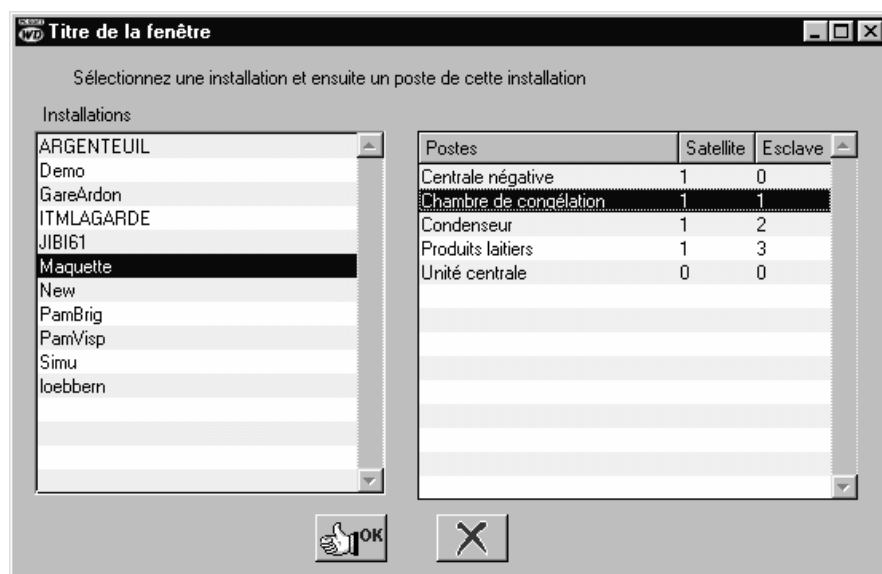 Titre de la fenêtre
Sélectionnez une installation et ensuite un poste de cette installation
Installations
ARGENTEUIL
Demo
GareArdon
ITMLAGARDE
JIBI61
Maquette
New
PamBrig
PamVisp
Simu
loebbern
Postes Satellite Esclave
Centrale négative 1 0
Chambre de congélation 1 1
Condenseur 1 2
Produits laitiers 1 3
Unité centrale 0 0
OK